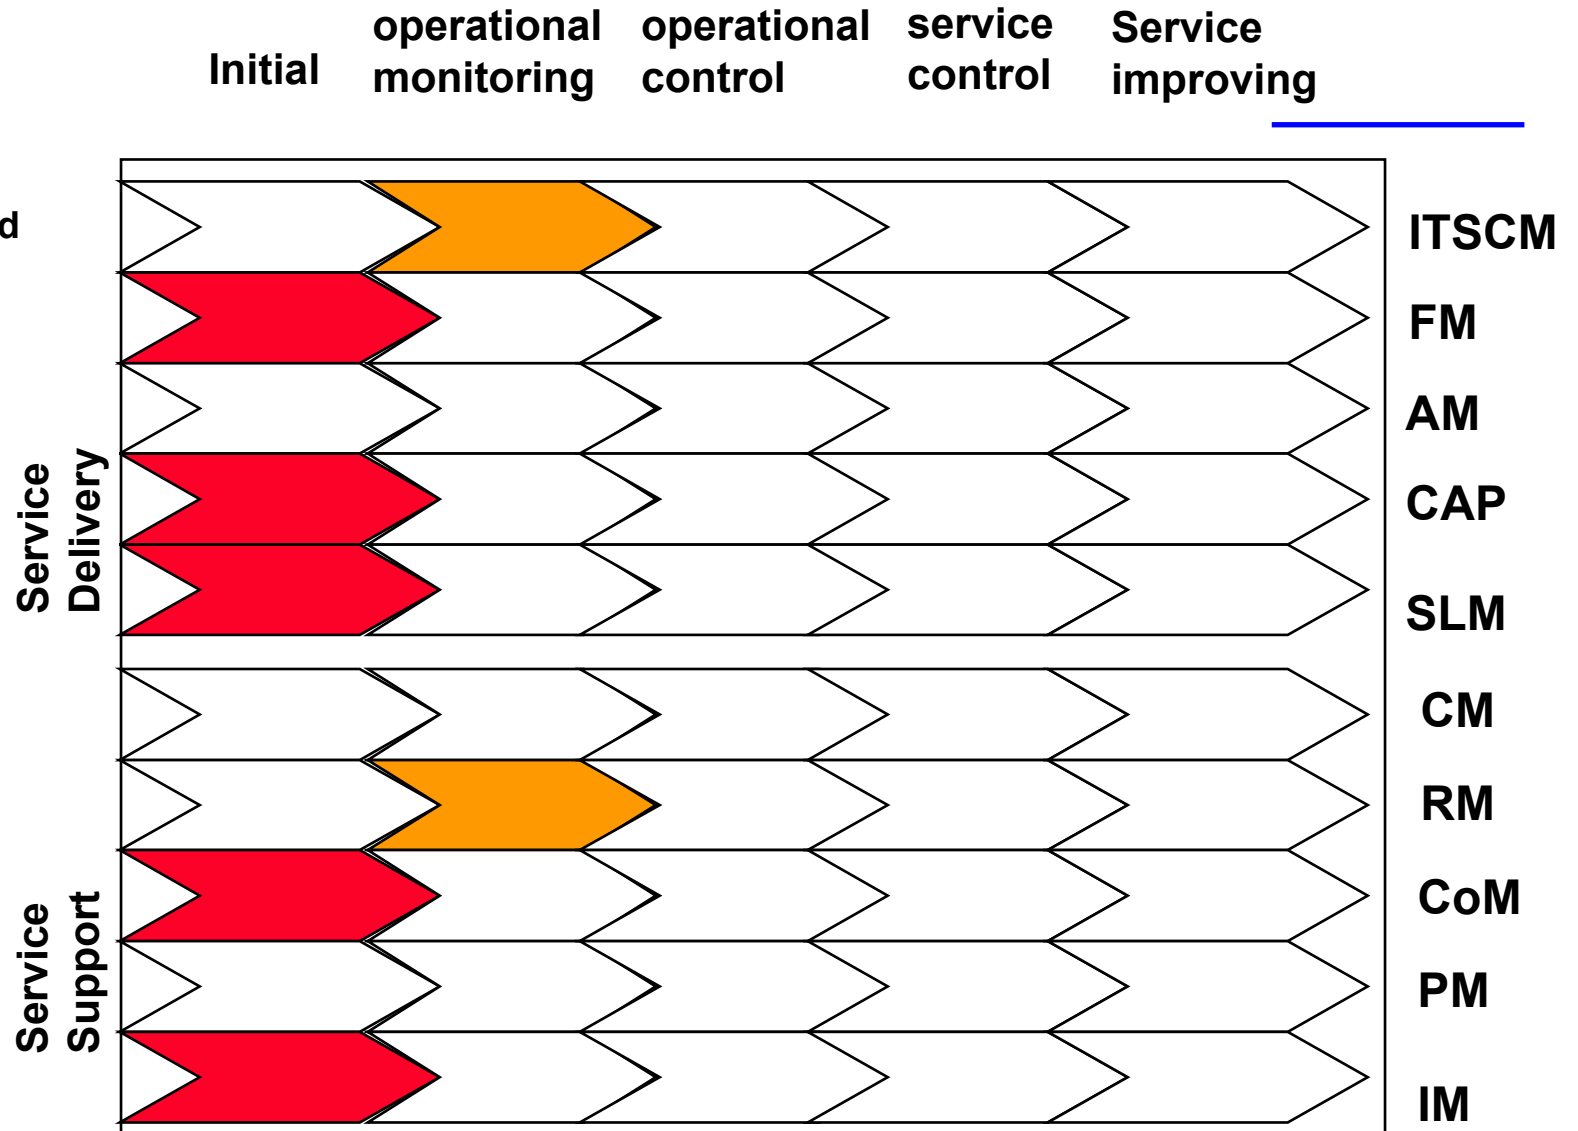 Initial
operational
monitoring
operational
control
service
control
Service
improving
d
ITSCM
FM
AM
CAP
SLM
Service
Delivery
CM
RM
CoM
PM
IM
Service
Support